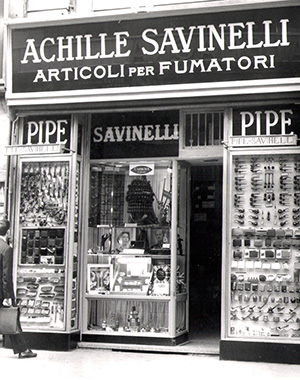 ACHILLE SAVINELLI
ARTICOLI PER FUMATORI
PIPE
SAVINELLI
PIPE